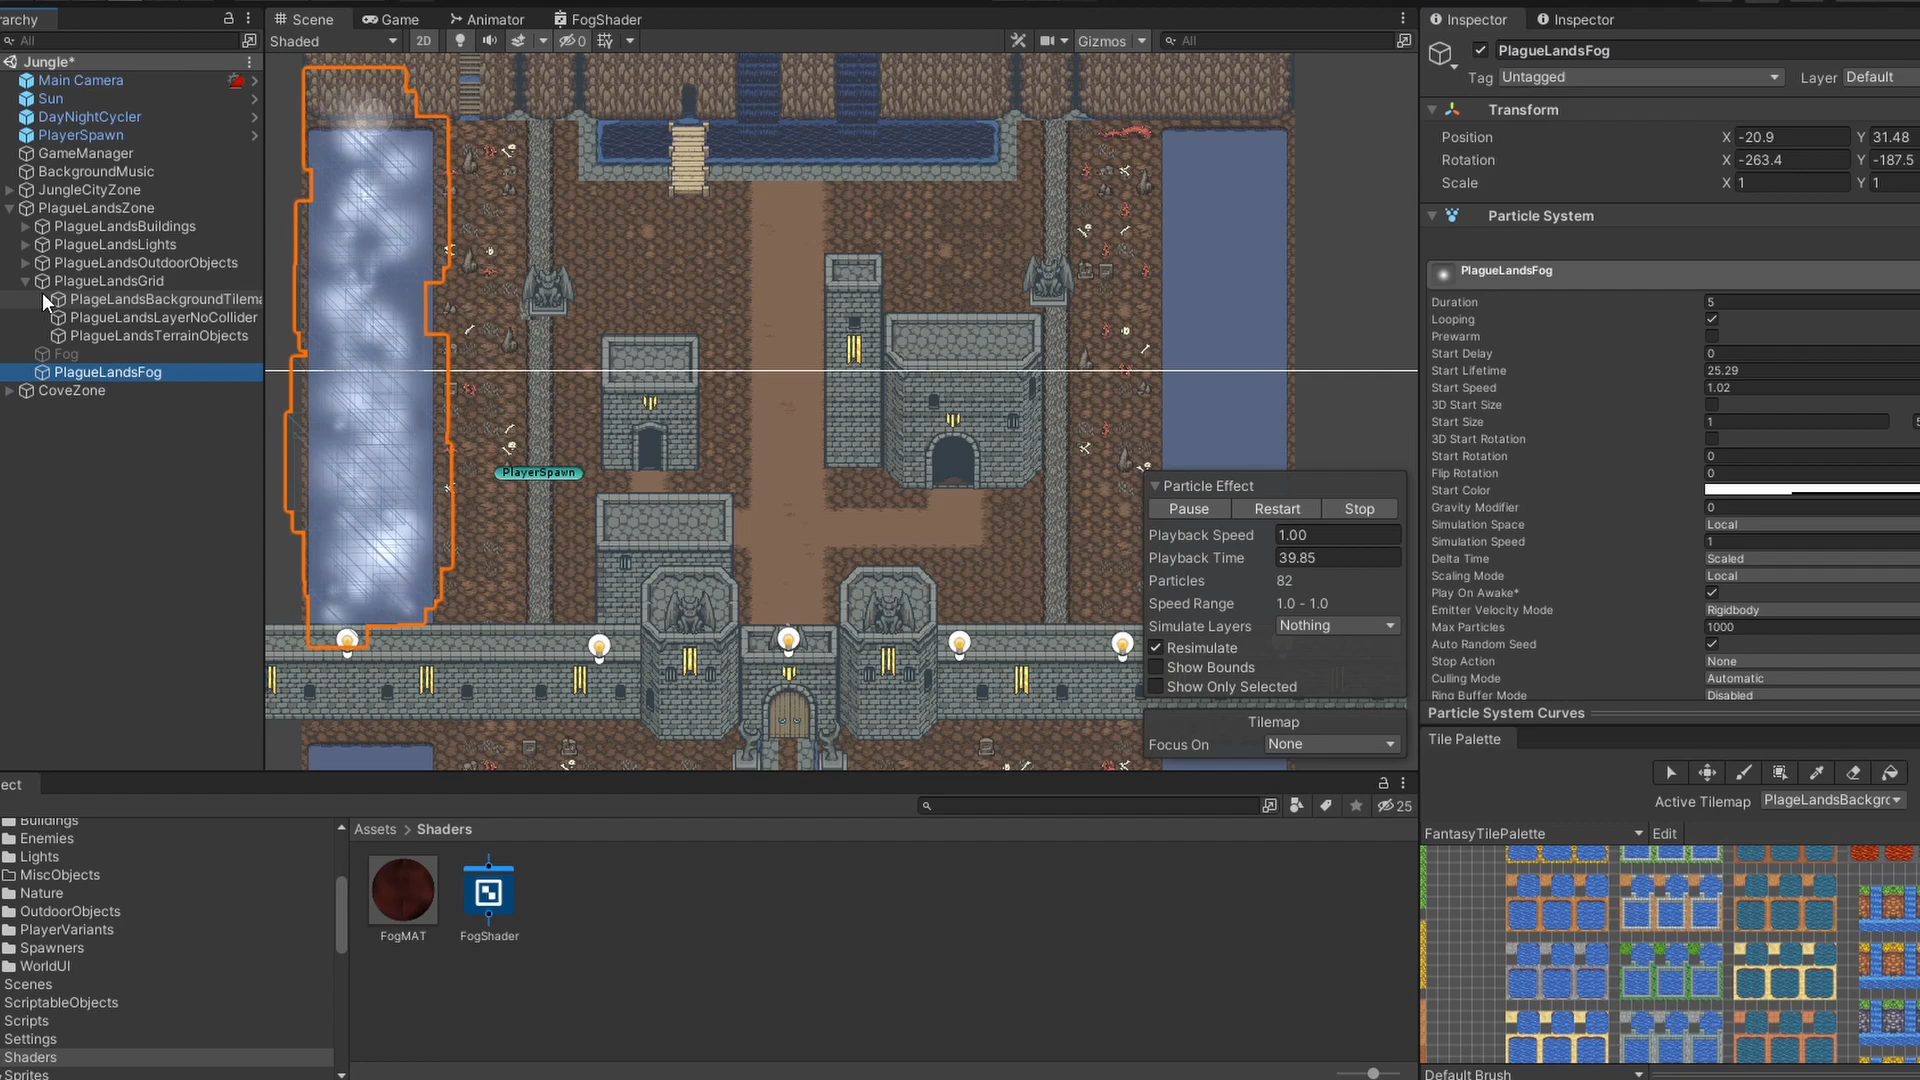 rarchy
All
Jungle*
Main Camera
Sun
DayNightCycler
PlayerSpawn
GameManager
BackgroundMusic
JungleCityZone
PlagueLandsZone
PlagueLandsBuildings
PlagueLandsLights
PlagueLandsOutdoorObjects
PlagueLandsGrid
PlageLandsBackgroundTilema
PlagueLandsLayerNoCollider
PlagueLandsTerrainObjects
Fog
PlagueLandsFog
CoveZone
Scene
Game
Animator
FogShader
Shaded
2D
0
Gizmos
All
PlayerSpawn
Particle Effect
Pause
Restart
Stop
Playback Speed 1.00
Playback Time 39.85
Particles 82
Speed Range 1.0 - 1.0
Simulate Layers Nothing
Resimulate
Show Bounds
Show Only Selected
Tilemap
Focus On None
Inspector
Inspector
PlagueLandsFog
Tag Untagged Layer Default
Transform
Position X -20.9 Y 31.48
Rotation X -263.4 Y -187.5
Scale X 1 Y 1
Particle System
PlagueLandsFog
Duration 5
Looping
Prewarm
Start Delay 0
Start Lifetime 25.29
Start Speed 1.02
3D Start Size
Start Size 1
3D Start Rotation
Start Rotation 0
Flip Rotation 0
Start Color
Gravity Modifier 0
Simulation Space Local
Simulation Speed 1
Delta Time Scaled
Scaling Mode Local
Play On Awake*
Emitter Velocity Mode Rigidbody
Max Particles 1000
Auto Random Seed
Stop Action None
Culling Mode Automatic
Ring Buffer Mode Disabled
Particle System Curves
Tile Palette
Active Tilemap PlageLandsBackgrc
FantasyTilePalette Edit
Default Brush
ect
25
Buildings
Enemies
Lights
MiscObjects
Nature
OutdoorObjects
PlayerVariants
Spawners
WorldUI
Scenes
ScriptableObjects
Scripts
Settings
Shaders
Sprites
Assets > Shaders
FogMAT
FogShader